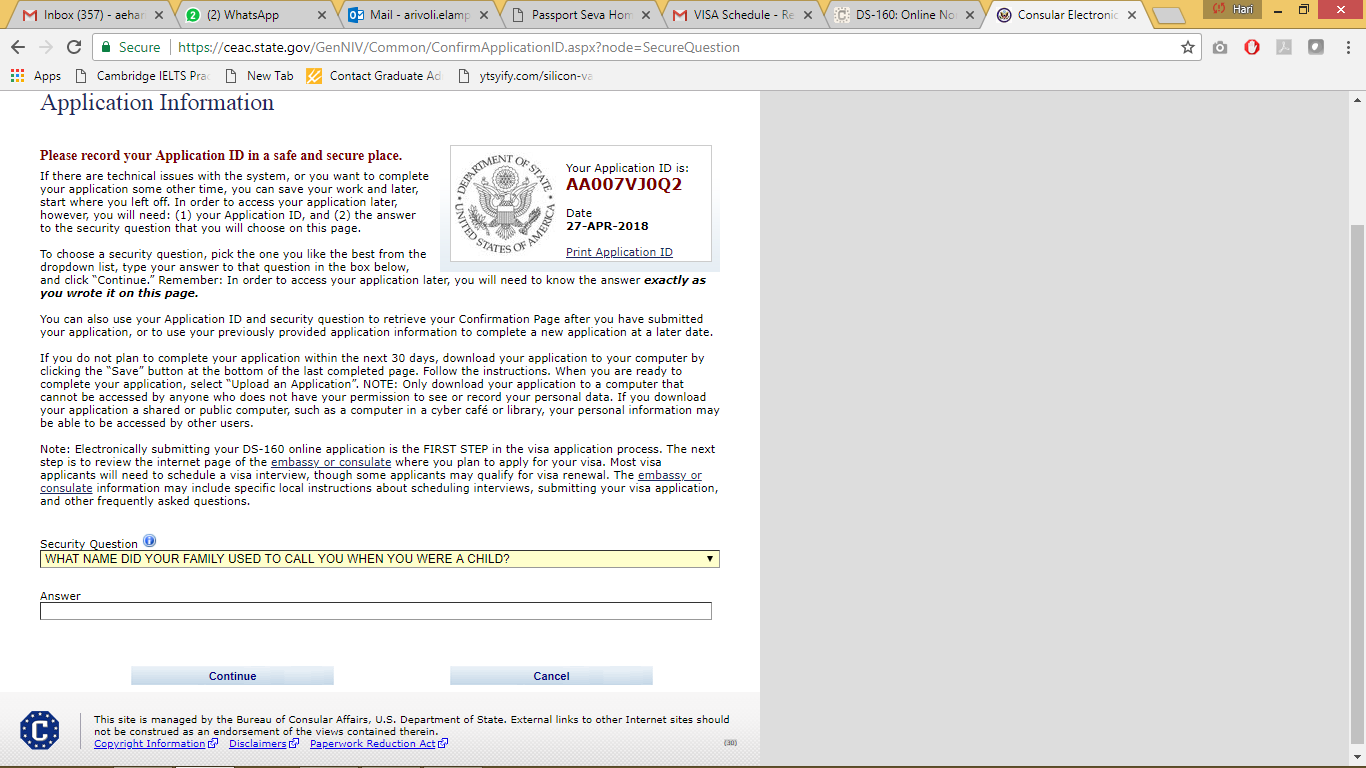 Inbox (357) - aehar
(2) WhatsApp
Mail - arivoli.elamp
Passport Seva Hom
VISA Schedule - Re
DS-160: Online Non
Consular Electronic
Hari
Secure
https://ceac.state.gov/GenNIV/Common/ConfirmApplicationID.aspx?node=SecureQuestion
Apps
Cambridge IELTS Prac
New Tab
Contact Graduate Ad
ytsyify.com/silicon-va
Application Information
Please record your Application ID in a safe and secure place.
If there are technical issues with the system, or you want to complete
your application some other time, you can save your work and later,
start where you left off. In order to access your application later,
however, you will need: (1) your Application ID, and (2) the answer
to the security question that you will choose on this page.
DEPARTMENT OF STATE
UNITED STATES OF AMERICA
Your Application ID is:
AA007VJ0Q2
Date
27-APR-2018
Print Application ID
To choose a security question, pick the one you like the best from the
dropdown list, type your answer to that question in the box below,
and click “Continue.” Remember: In order to access your application later, you will need to know the answer exactly as
you wrote it on this page.
You can also use your Application ID and security question to retrieve your Confirmation Page after you have submitted
your application, or to use your previously provided application information to complete a new application at a later date.
If you do not plan to complete your application within the next 30 days, download your application to your computer by
clicking the “Save” button at the bottom of the last completed page. Follow the instructions. When you are ready to
complete your application, select “Upload an Application”. NOTE: Only download your application to a computer that
cannot be accessed by anyone who does not have your permission to see or record your personal data. If you download
your application a shared or public computer, such as a computer in a cyber café or library, your personal information may
be able to be accessed by other users.
Note: Electronically submitting your DS-160 online application is the FIRST STEP in the visa application process. The next
step is to review the internet page of the embassy or consulate where you plan to apply for your visa. Most visa
applicants will need to schedule a visa interview, though some applicants may qualify for visa renewal. The embassy or
consulate information may include specific local instructions about scheduling interviews, submitting your visa application,
and other frequently asked questions.
Security Question
WHAT NAME DID YOUR FAMILY USED TO CALL YOU WHEN YOU WERE A CHILD?
Answer
Continue
Cancel
This site is managed by the Bureau of Consular Affairs, U.S. Department of State. External links to other Internet sites should
not be construed as an endorsement of the views contained therein.
Copyright Information Disclaimers Paperwork Reduction Act
(30)